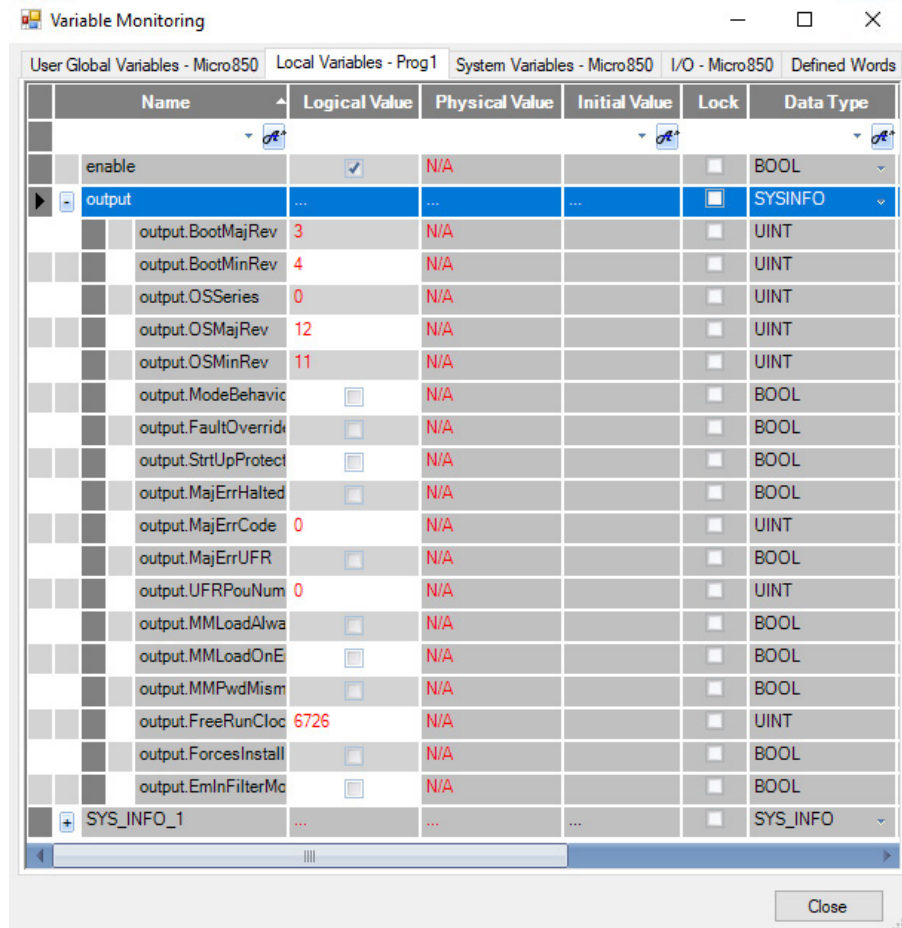 Variable Monitoring
User Global Variables - Micro850 Local Variables - Prog1 System Variables - Micro850 I/O - Micro850 Defined Words
Name Logical Value Physical Value Initial Value Lock Data Type
enable N/A BOOL
output ... ... ... SYSINFO
output.BootMajRev 3 N/A UINT
output.BootMinRev 4 N/A UINT
output.OSSeries 0 N/A UINT
output.OSMajRev 12 N/A UINT
output.OSMinRev 11 N/A UINT
output.ModeBehavic N/A BOOL
output.FaultOverride N/A BOOL
output.StrtUpProtect N/A BOOL
output.MajErrHalted N/A BOOL
output.MajErrCode 0 N/A UINT
output.MajErrUFR N/A BOOL
output.UFRPouNum 0 N/A UINT
output.MMLoadAlwa N/A BOOL
output.MMLoadOnE N/A BOOL
output.MMPwdMism N/A BOOL
output.FreeRunCloc 6726 N/A UINT
output.ForcesInstall N/A BOOL
output.EmInFilterMo N/A BOOL
SYS_INFO_1 ... ... ... SYS_INFO
Close